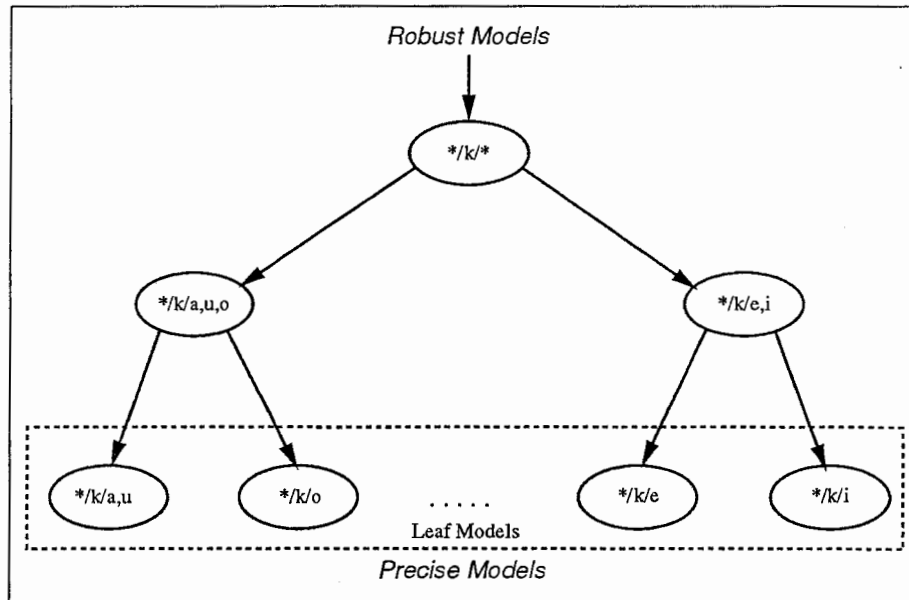 Robust Models
*/k/*
*/k/a,u,o
*/k/e,i
*/k/a,u
*/k/o
.....
*/k/e
*/k/i
Leaf Models
Precise Models